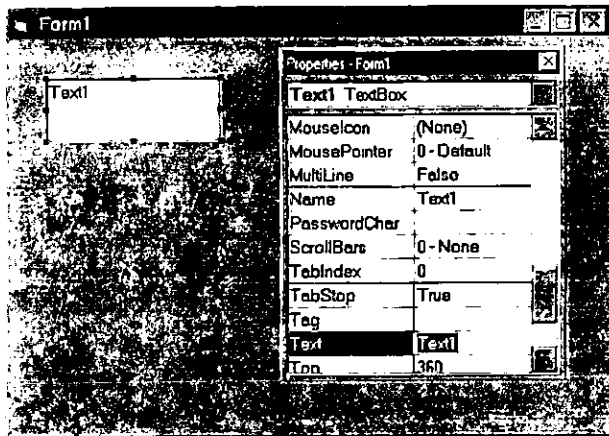 Form1
Text1
Properties - Form1
Text1 TextBox
MouseIcon (None)
MousePointer 0 - Default
MultiLine False
Name Text1
PasswordChar
ScrollBars 0 - None
TabIndex 0
TabStop True
Tag
Text Text1
Top 360